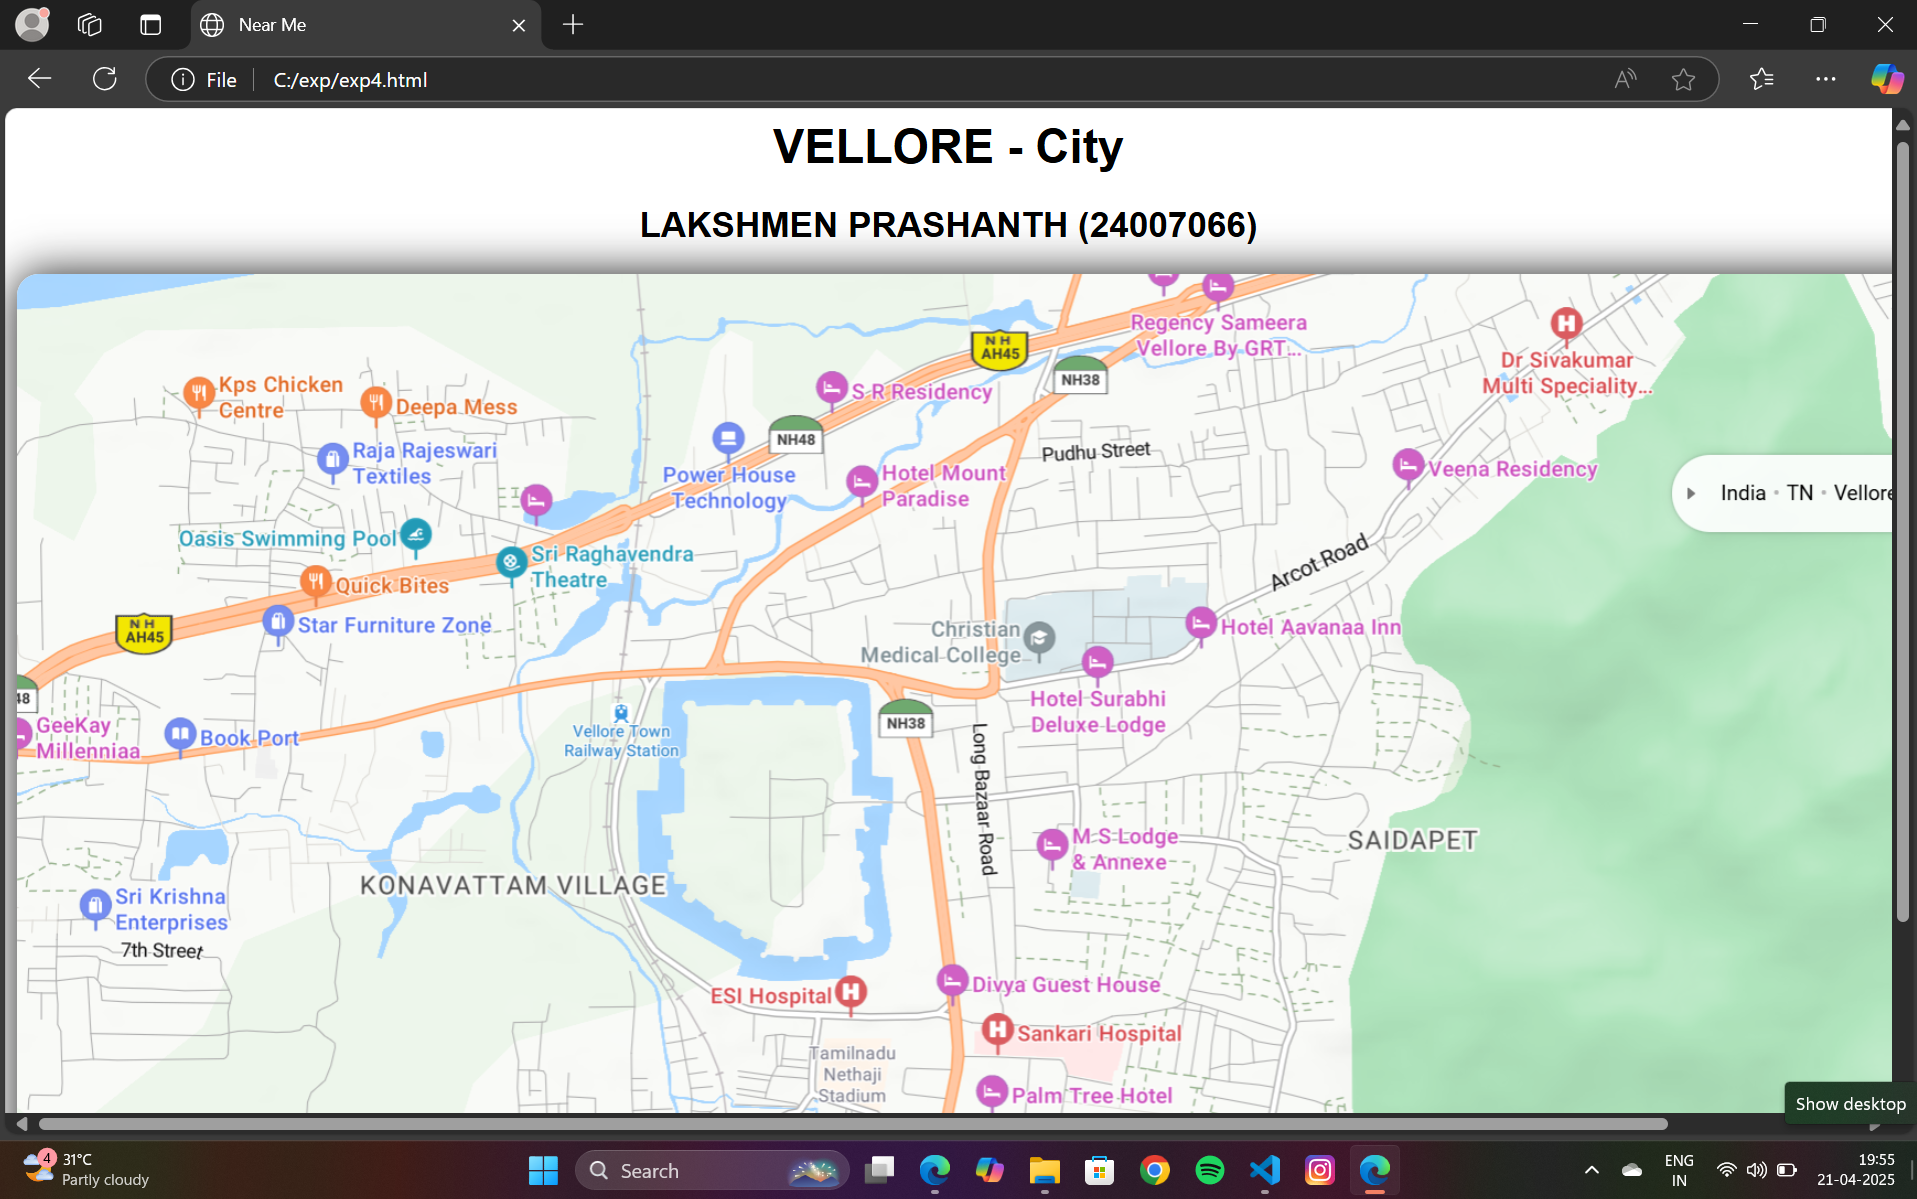 Near Me
File
C:/exp/exp4.html
VELLORE - City
LAKSHMEN PRASHANTH (24007066)
Regency Sameera
Vellore By GRT...
N H
AH45
NH38
Dr Sivakumar
Multi Speciality...
Kps Chicken
Centre
Deepa Mess
S R Residency
NH48
Raja Rajeswari
Textiles
Power House
Technology
Hotel Mount
Paradise
Pudhu Street
Veena Residency
India • TN • Vellore
Oasis Swimming Pool
Sri Raghavendra
Theatre
Quick Bites
Arcot Road
N H
AH45
Star Furniture Zone
Christian
Medical College
Hotel Aavanaa Inn
48
GeeKay
Millenniaa
Book Port
Vellore Town
Railway Station
NH38
Hotel Surabhi
Deluxe Lodge
Long Bazaar Road
M S Lodge
& Annexe
SAIDAPET
KONAVATTAM VILLAGE
Sri Krishna
Enterprises
7th Street
ESI Hospital
Divya Guest House
Sankari Hospital
Tamilnadu
Nethaji
Stadium
Palm Tree Hotel
Show desktop
4
31°C
Partly cloudy
Search
ENG
IN
19:55
21-04-2025